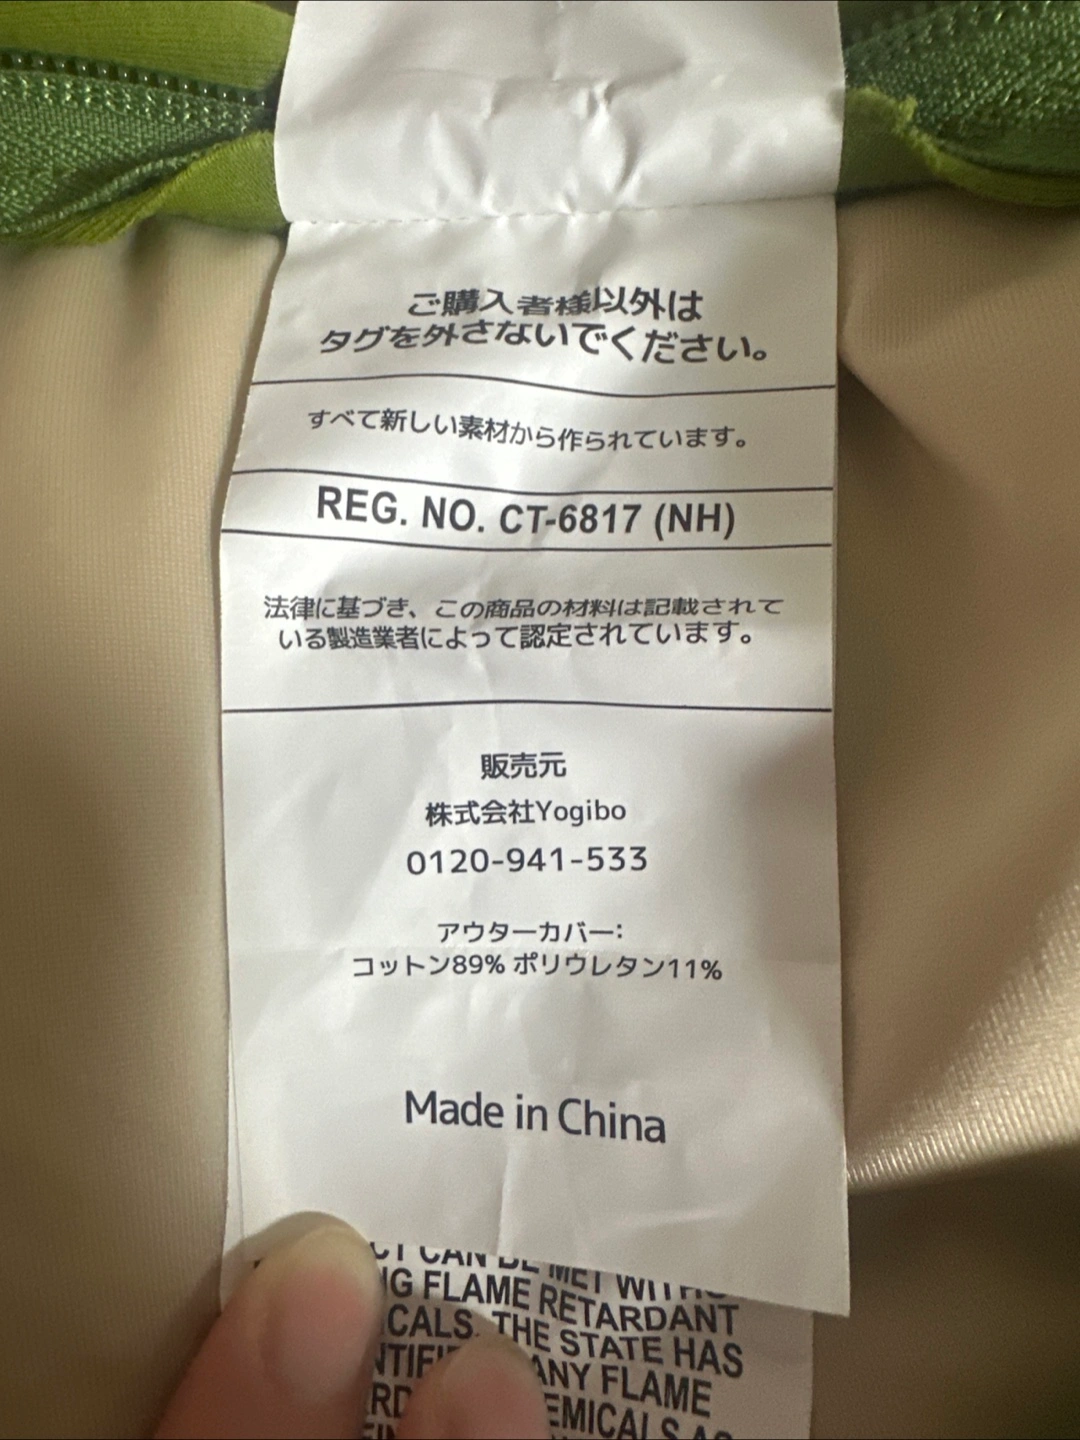 ご購入者様以外は
タグを外さないでください。
すべて新しい素材から作られています。
REG. NO. CT-6817 (NH)
法律に基づき、この商品の材料は記載されて
いる製造業者によって認定されています。
販売元
株式会社Yogibo
0120-941-533
アウターカバー:
コットン89% ポリウレタン11%
Made in China
CAN BE MET
FLAME RETARDANT
THE STATE HAS
ANY FLAME